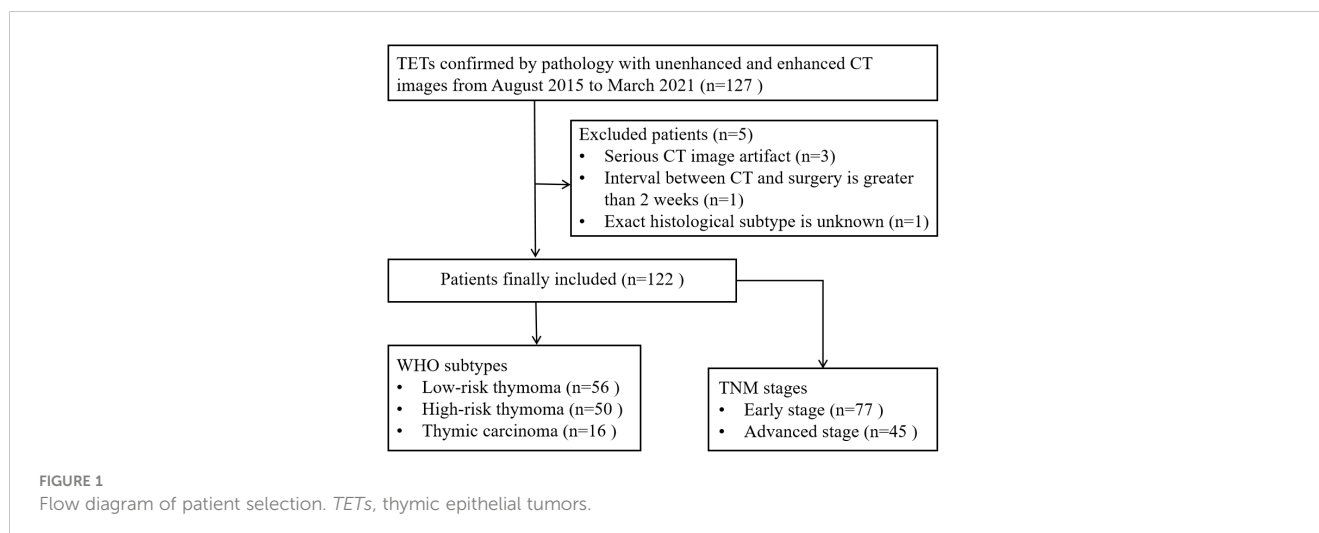 TETs confirmed by pathology with unenhanced and enhanced CT
images from August 2015 to March 2021 (n=127 )
Excluded patients (n=5)
• Serious CT image artifact (n=3)
• Interval between CT and surgery is greater
than 2 weeks (n=1)
• Exact histological subtype is unknown (n=1)
Patients finally included (n=122 )
WHO subtypes
• Low-risk thymoma (n=56 )
• High-risk thymoma (n=50 )
• Thymic carcinoma (n=16 )
TNM stages
• Early stage (n=77 )
• Advanced stage (n=45 )
FIGURE 1
Flow diagram of patient selection. TETs, thymic epithelial tumors.